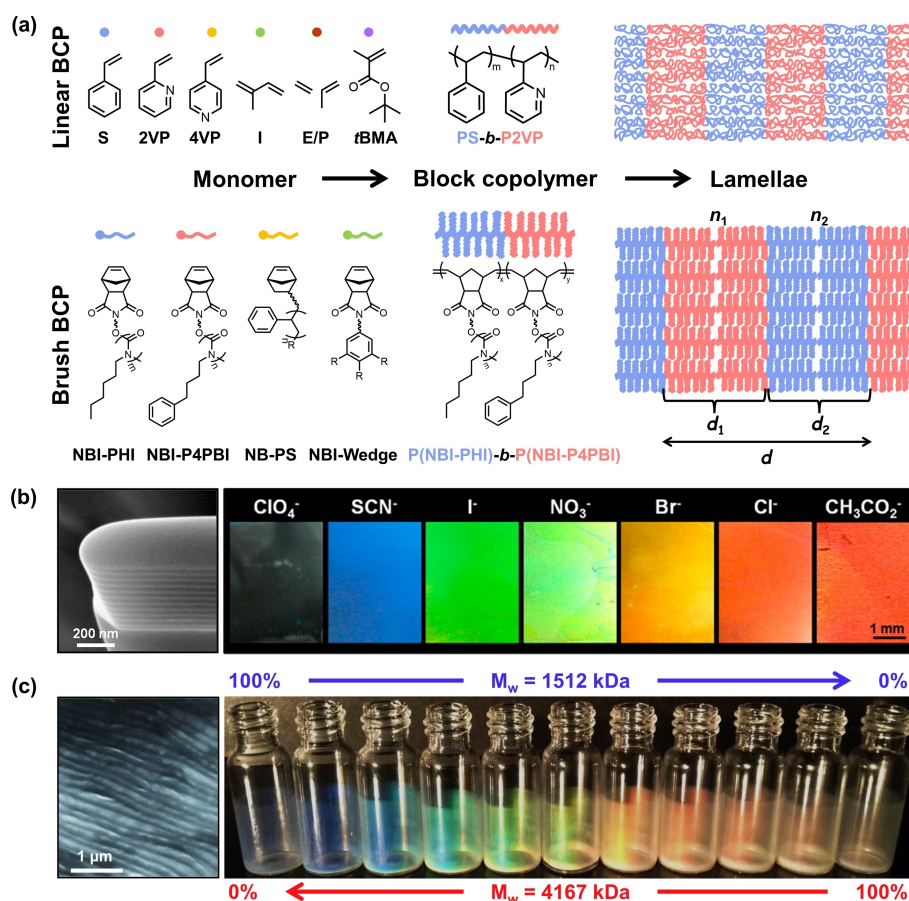 (a)
Linear BCP
S 2VP 4VP I E/P tBMA
N N O O
m n
PS-b-P2VP
Monomer Block copolymer Lamellae
Brush BCP
n1 n2
O N O O N O O N O
O O R O O
N N N
m n R R R
NBI-PHI NBI-P4PBI NB-PS NBI-Wedge
x y
O N O O N O
O O O O
N N
m n
P(NBI-PHI)-b-P(NBI-P4PBI)
d1 d2
d
(b)
200 nm
ClO4- SCN- I- NO3- Br- Cl- CH3CO2-
1 mm
(c)
1 µm
100% Mw = 1512 kDa 0%
0% Mw = 4167 kDa 100%